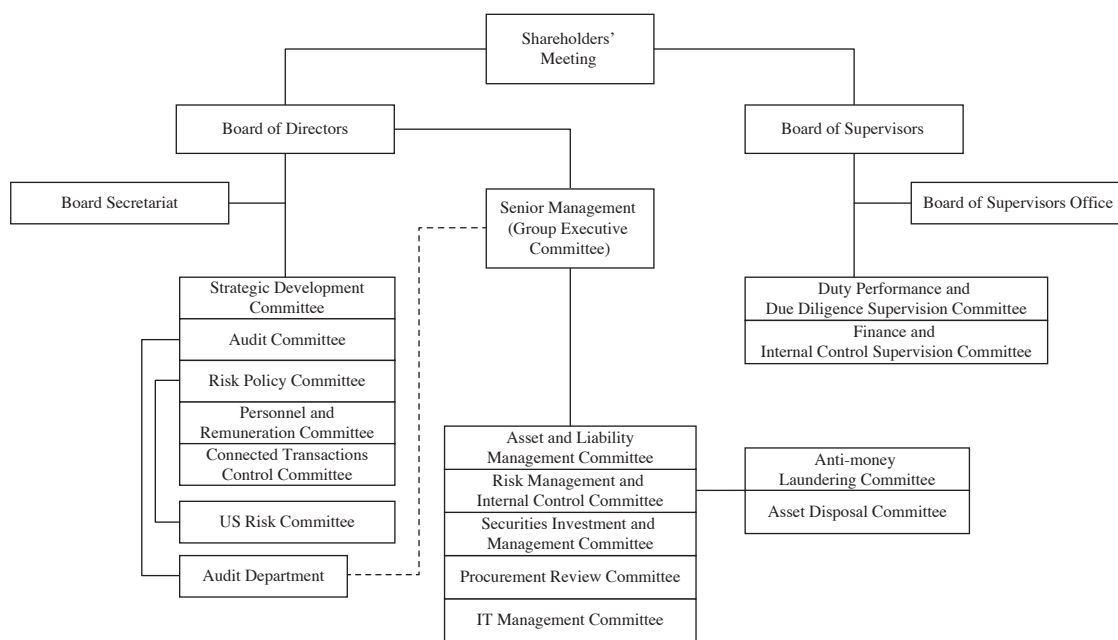 Shareholders’
Meeting
Board of Directors
Board of Supervisors
Board Secretariat
Senior Management
(Group Executive
Committee)
Board of Supervisors Office
Strategic Development
Committee
Audit Committee
Risk Policy Committee
Personnel and
Remuneration Committee
Connected Transactions
Control Committee
US Risk Committee
Audit Department
Duty Performance and
Due Diligence Supervision Committee
Finance and
Internal Control Supervision Committee
Asset and Liability
Management Committee
Risk Management and
Internal Control Committee
Securities Investment and
Management Committee
Procurement Review Committee
IT Management Committee
Anti-money
Laundering Committee
Asset Disposal Committee